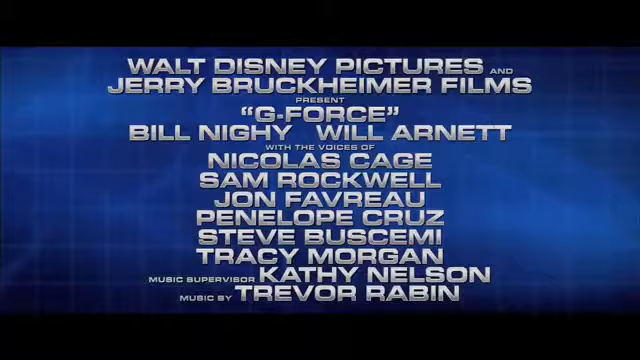 WALT DISNEY PICTURES AND
JERRY BRUCKHEIMER FILMS
PRESENT
“G-FORCE”
BILL NIGHY WILL ARNETT
WITH THE VOICES OF
NICOLAS CAGE
SAM ROCKWELL
JON FAVREAU
PENELOPE CRUZ
STEVE BUSCEMI
TRACY MORGAN
MUSIC SUPERVISOR KATHY NELSON
MUSIC BY TREVOR RABIN